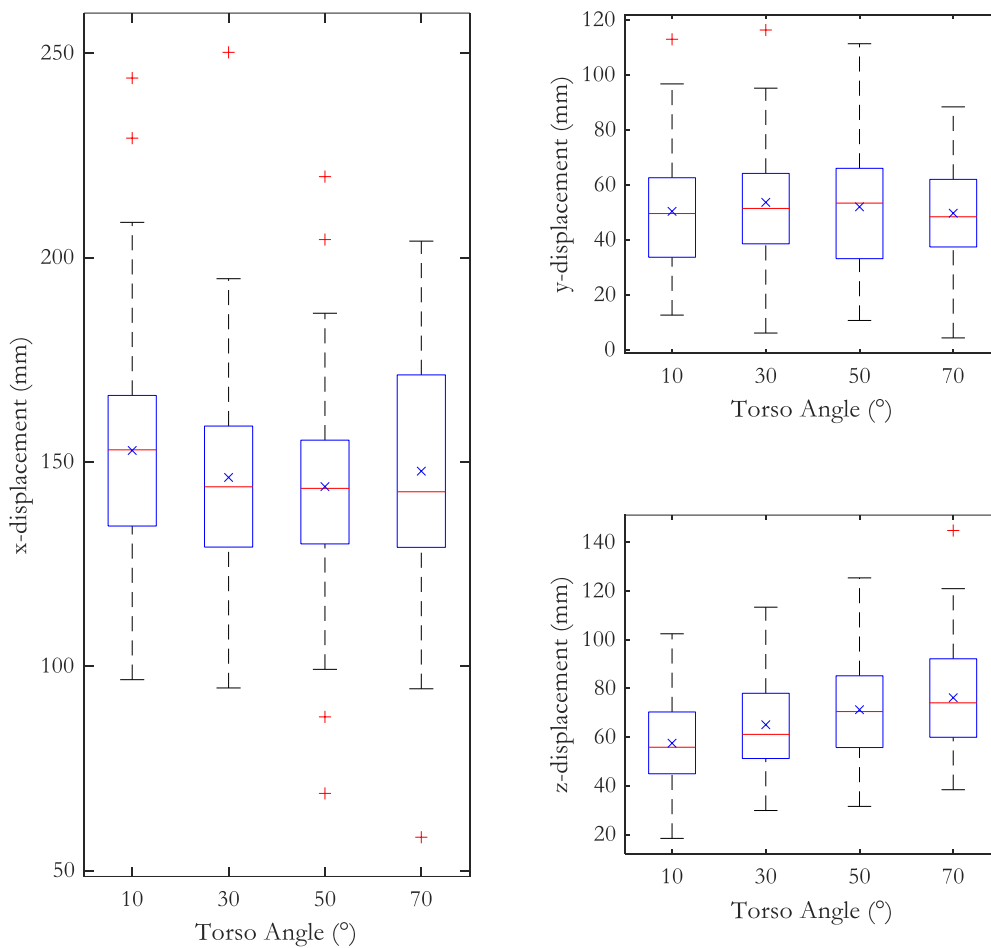 250
200
150
100
50
x-displacement (mm)
10 30 50 70
Torso Angle (°)
120
100
80
60
40
20
0
y-displacement (mm)
10 30 50 70
Torso Angle (°)
140
120
100
80
60
40
20
z-displacement (mm)
10 30 50 70
Torso Angle (°)